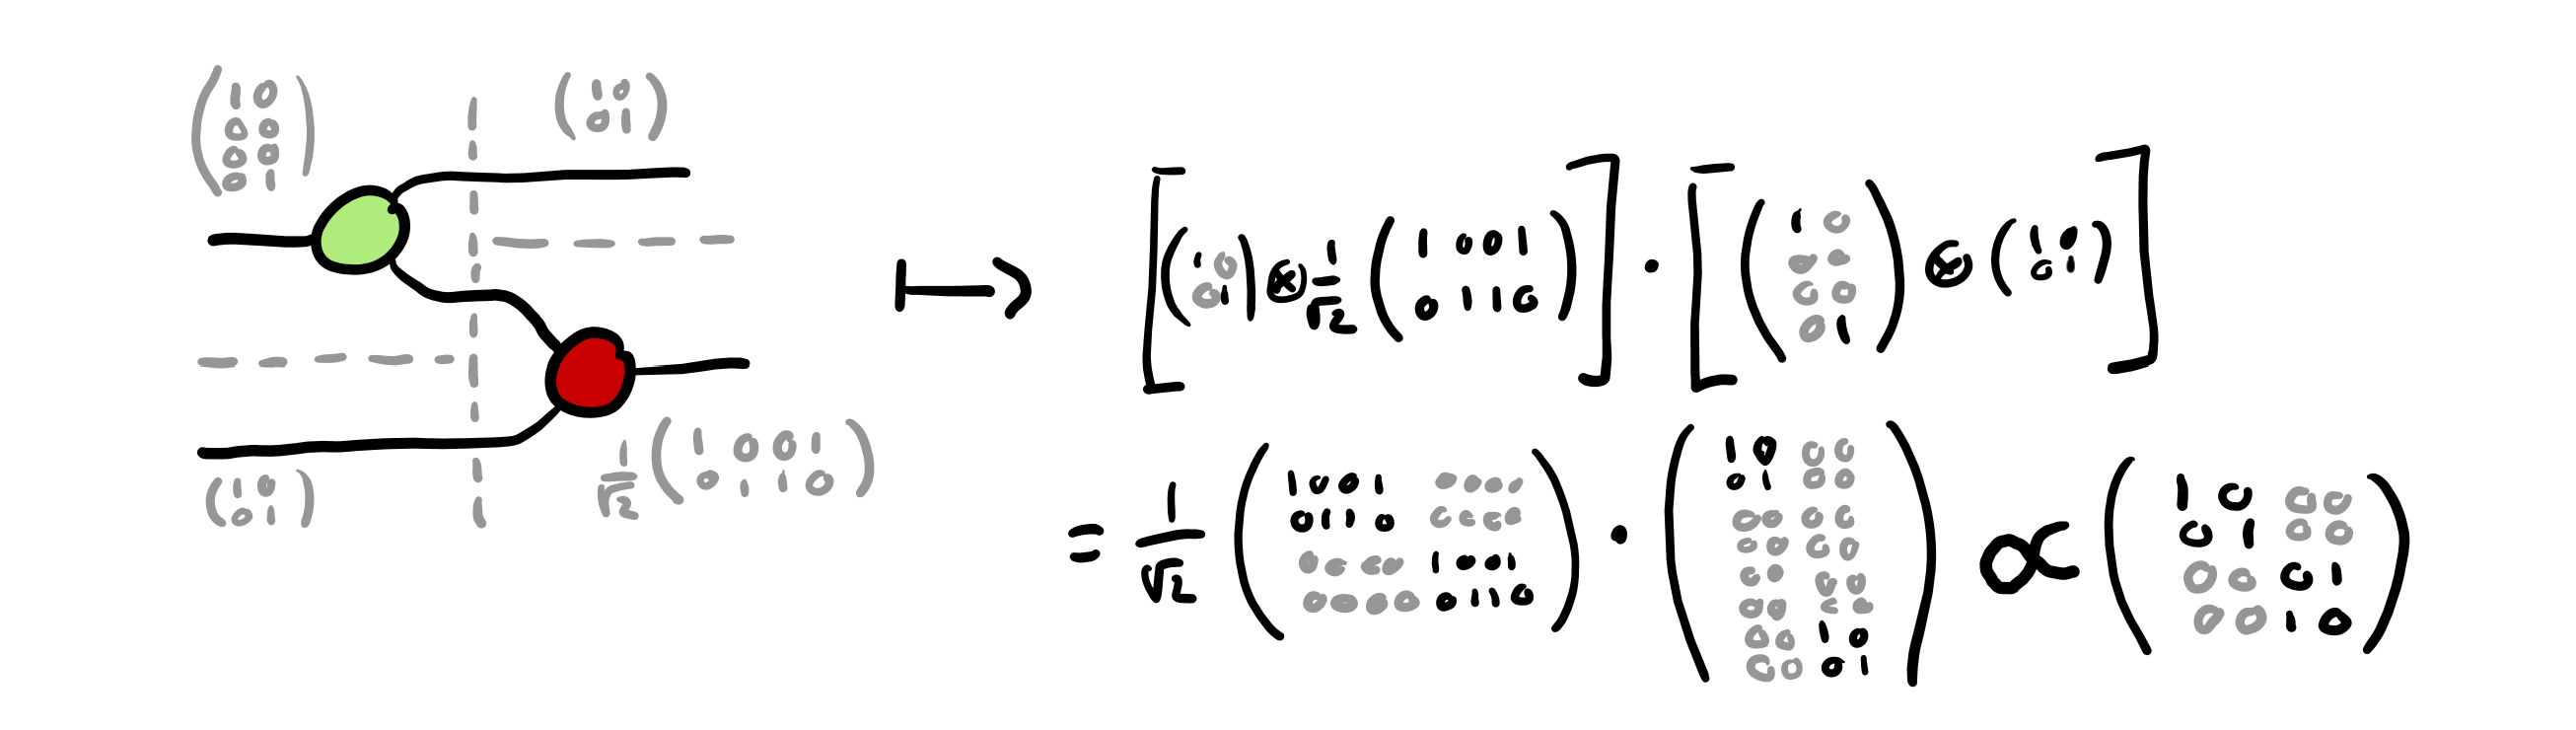 (1 0
0 0
0 0
0 1)
(1 0
0 1)
(1 0
0 1)
1/√2 (1 0 0 1
0 1 1 0)
↦ [(1 0
0 1) ⊗ 1/√2 (1 0 0 1
0 1 1 0)] · [(1 0
0 0
0 0
0 1) ⊗ (1 0
0 1)]
= 1/√2 (1 0 0 1 0 0 0 0
0 1 1 0 0 0 0 0
0 0 0 0 1 0 0 1
0 0 0 0 0 1 1 0) · (1 0 0 0
0 1 0 0
0 0 0 0
0 0 0 0
0 0 0 0
0 0 0 0
0 0 1 0
0 0 0 1) ∝ (1 0 0 0
0 1 0 0
0 0 0 1
0 0 1 0)